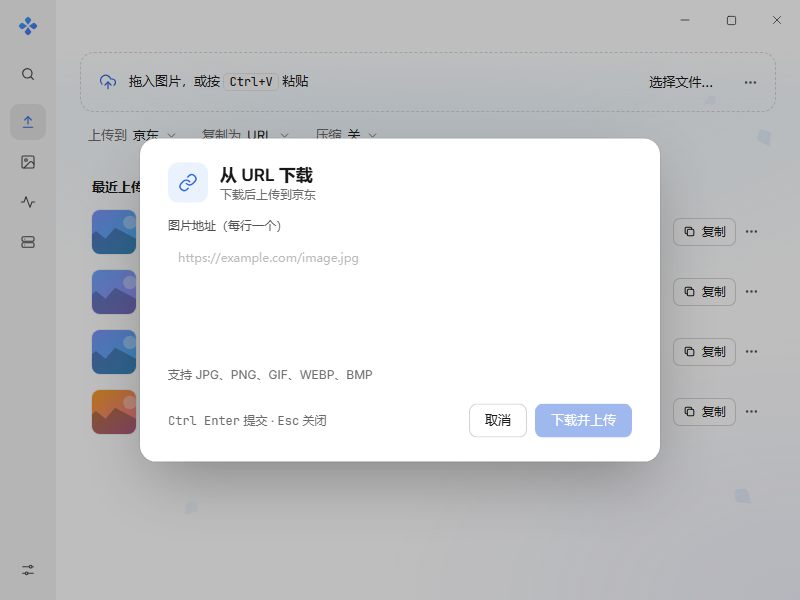 拖入图片，或按 Ctrl+V 粘贴
选择文件...
上传到 京东 复制为 URL 压缩 关
最近上传
从 URL 下载
下载后上传到京东
图片地址（每行一个）
https://example.com/image.jpg
支持 JPG、PNG、GIF、WEBP、BMP
Ctrl Enter 提交 · Esc 关闭
取消
下载并上传
复制
复制
复制
复制